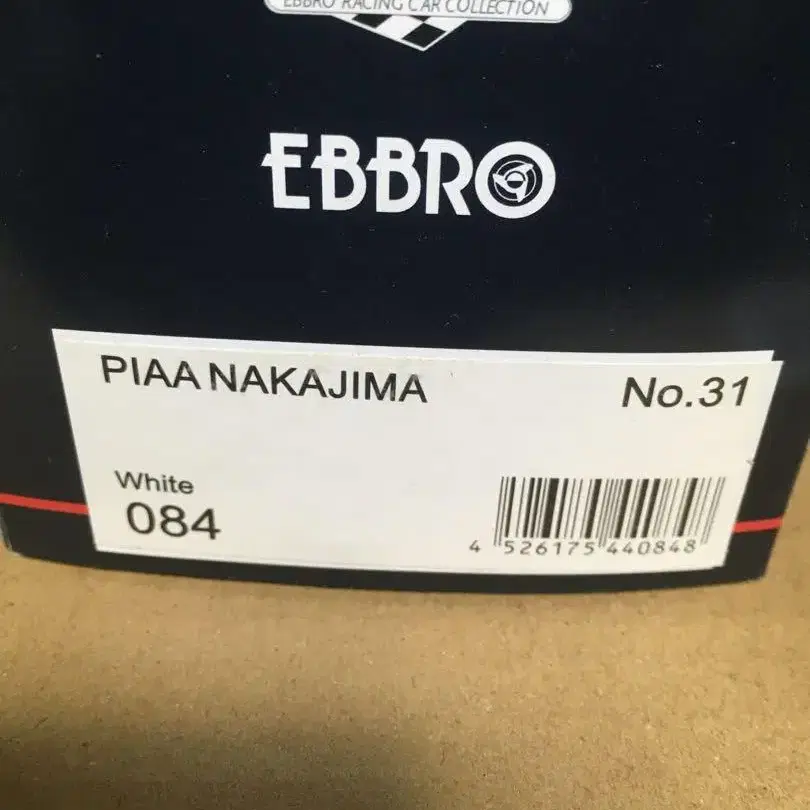 EBBRO RACING CAR COLLECTION
EBBRO
PIAA NAKAJIMA
No.31
White
084
4 526175 440848